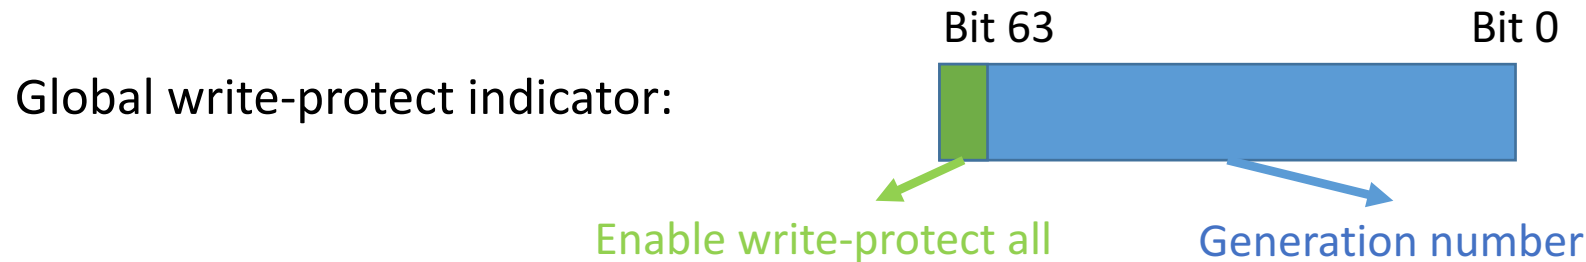 Bit 63
Bit 0
Global write-protect indicator:
Enable write-protect all
Generation number